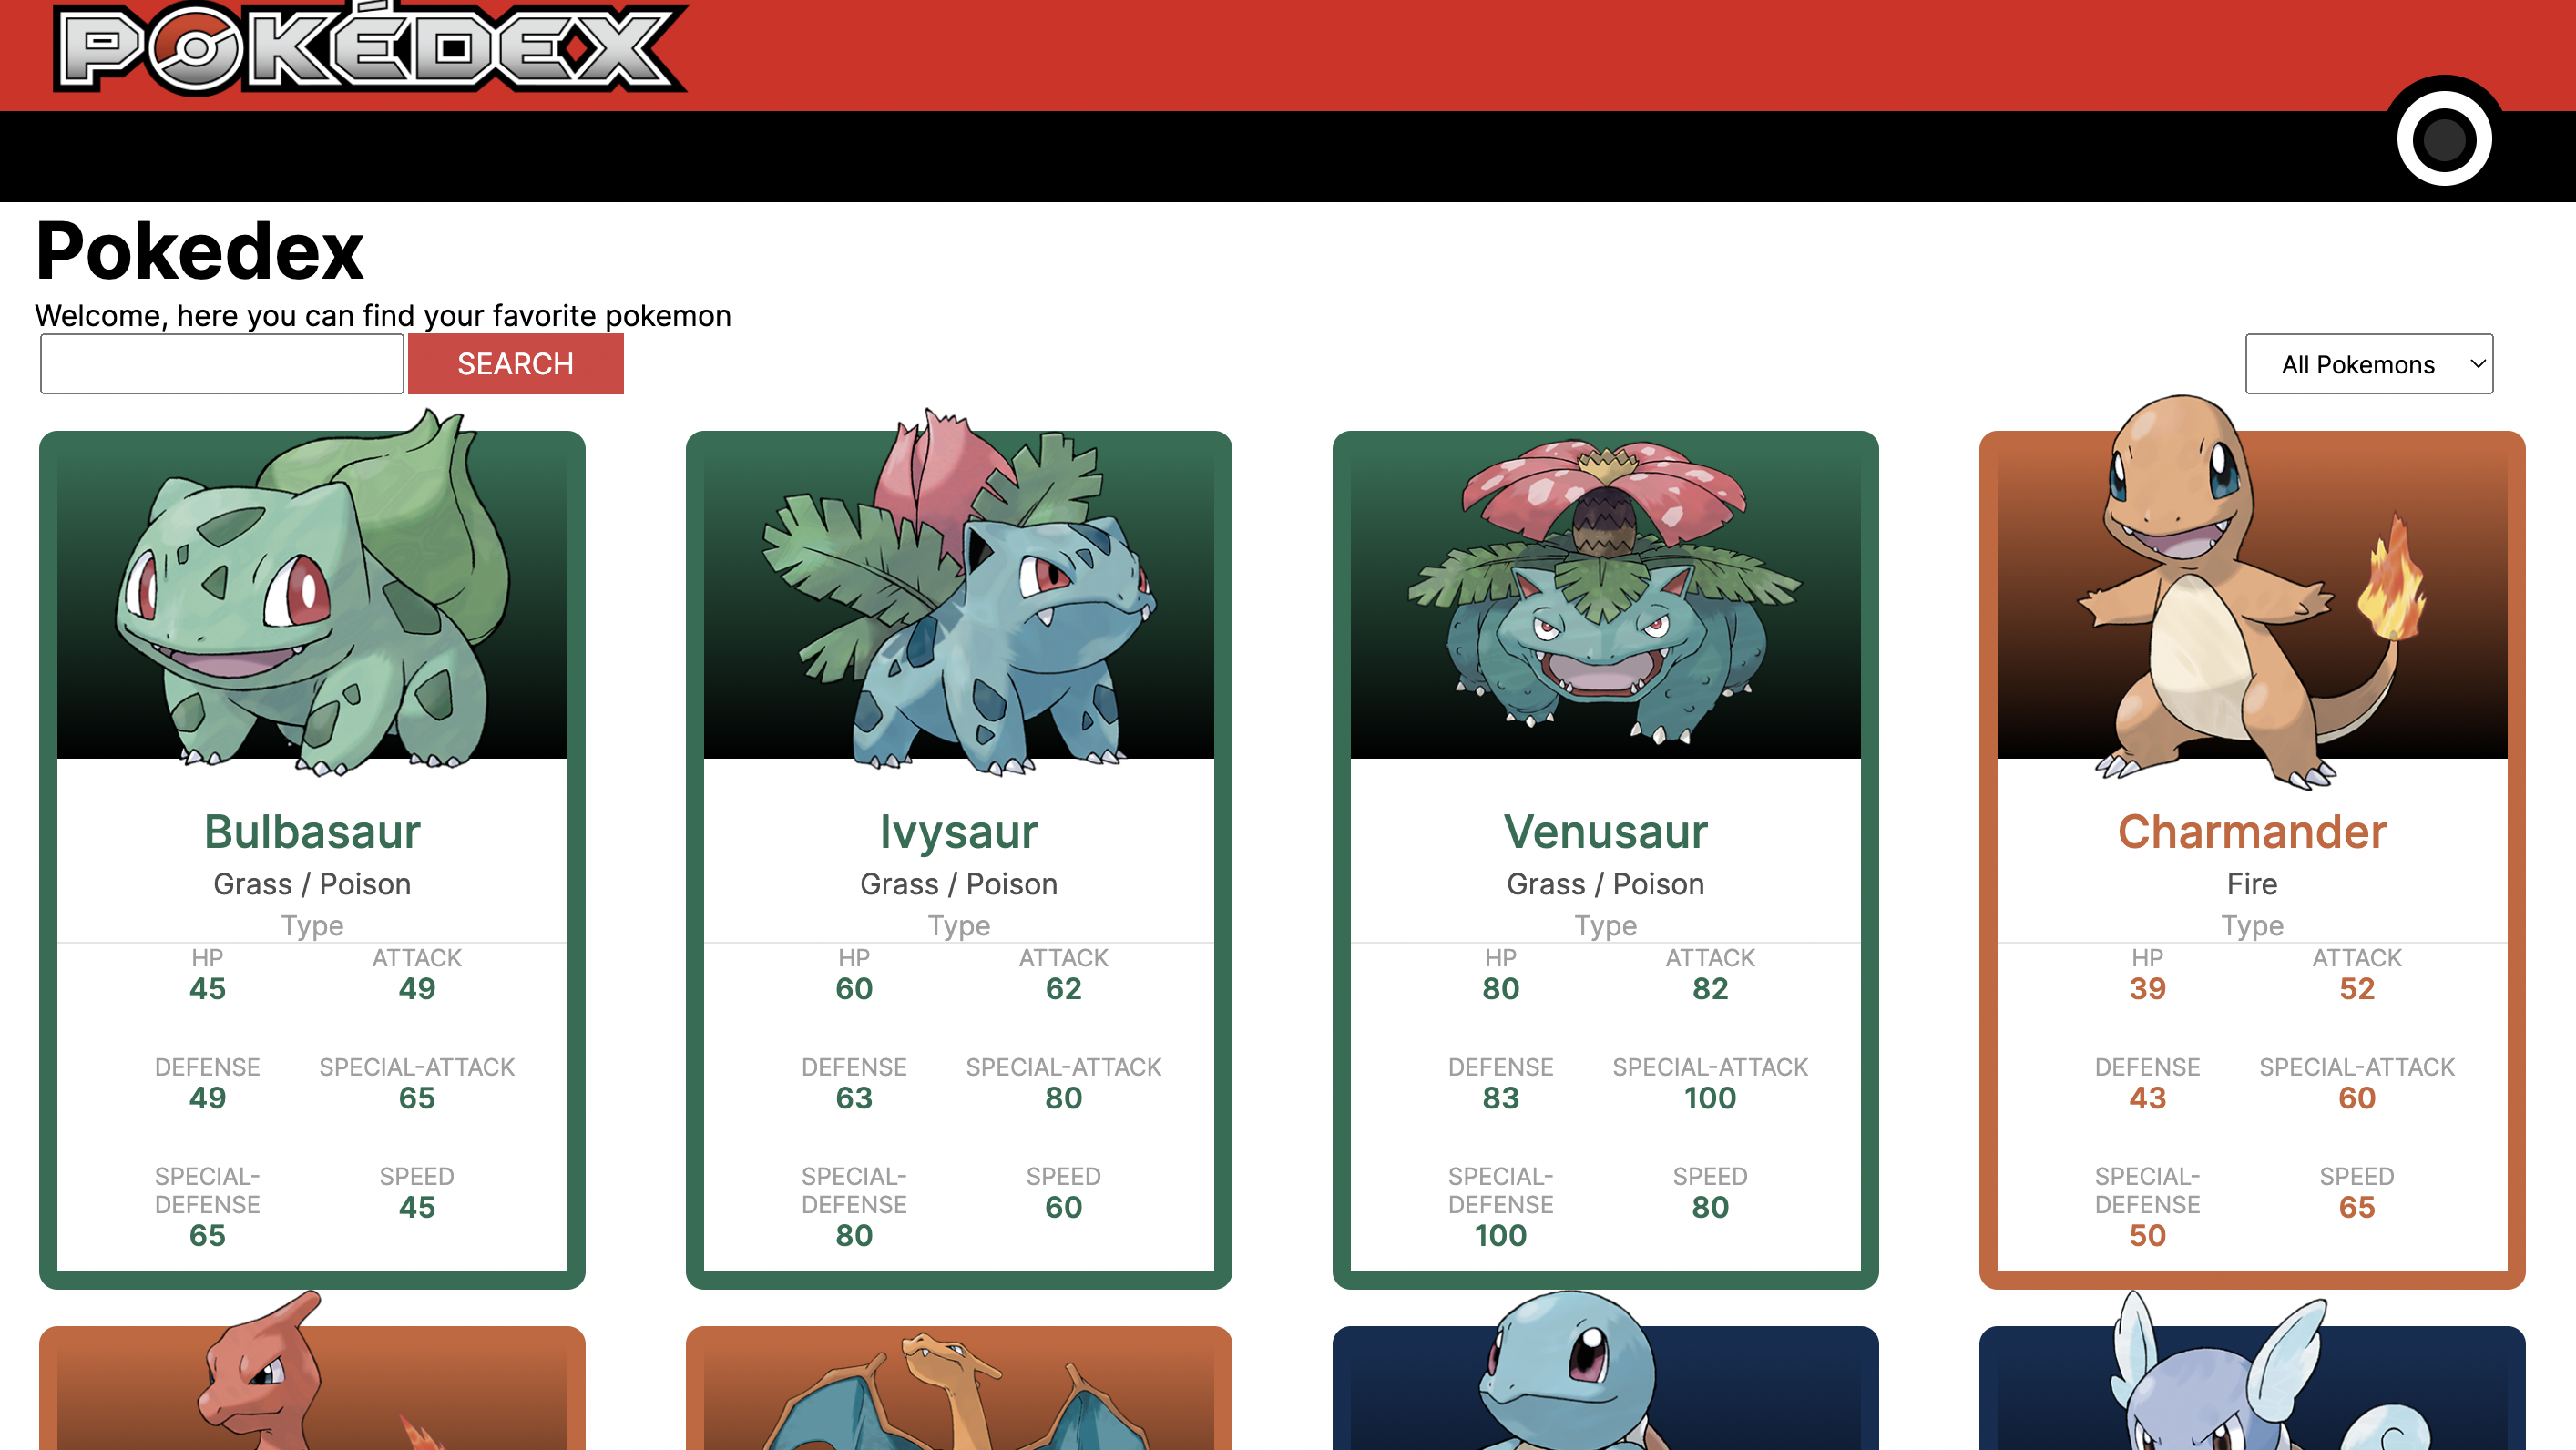 POKÉDEX
Pokedex
Welcome, here you can find your favorite pokemon
SEARCH
All Pokemons
Bulbasaur
Grass / Poison
Type
HP
45
ATTACK
49
DEFENSE
49
SPECIAL-ATTACK
65
SPECIAL-
DEFENSE
65
SPEED
45
Ivysaur
Grass / Poison
Type
HP
60
ATTACK
62
DEFENSE
63
SPECIAL-ATTACK
80
SPECIAL-
DEFENSE
80
SPEED
60
Venusaur
Grass / Poison
Type
HP
80
ATTACK
82
DEFENSE
83
SPECIAL-ATTACK
100
SPECIAL-
DEFENSE
100
SPEED
80
Charmander
Fire
Type
HP
39
ATTACK
52
DEFENSE
43
SPECIAL-ATTACK
60
SPECIAL-
DEFENSE
50
SPEED
65